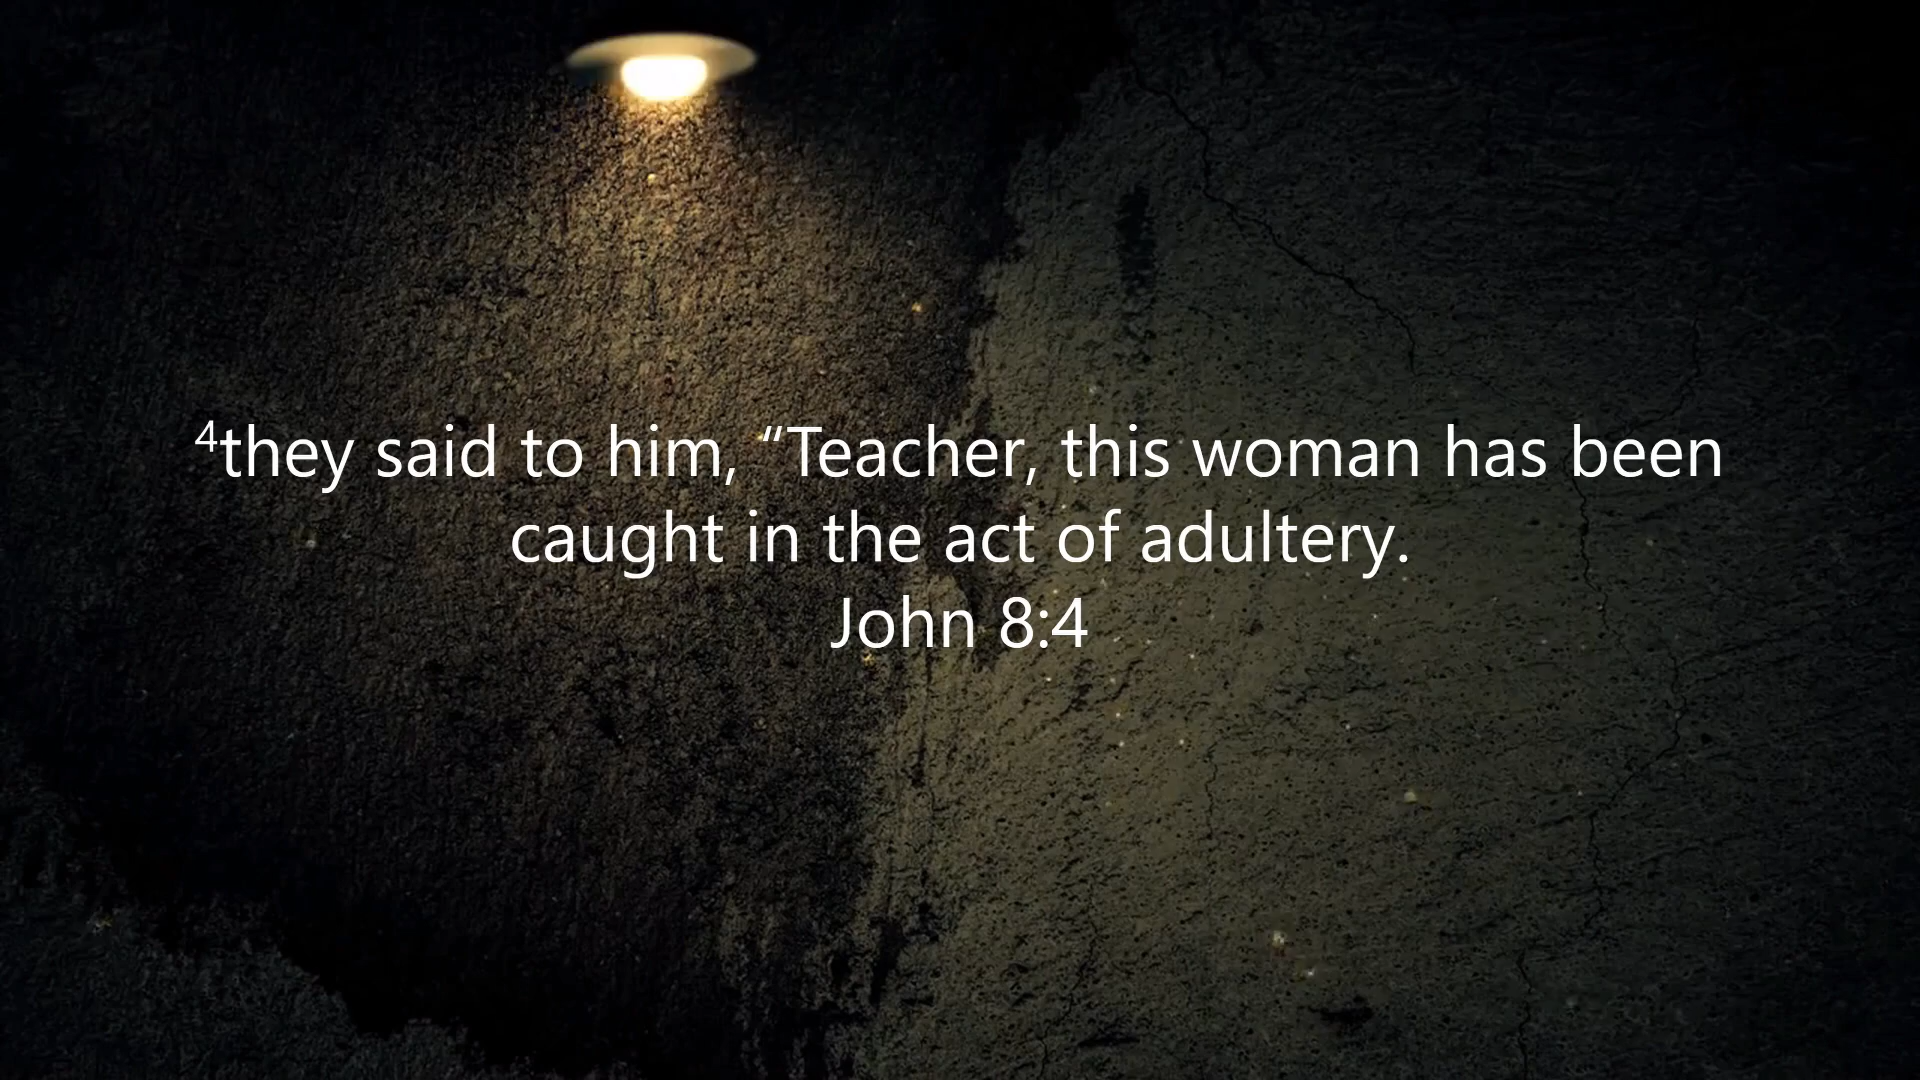 ⁴they said to him, “Teacher, this woman has been
caught in the act of adultery.
John 8:4